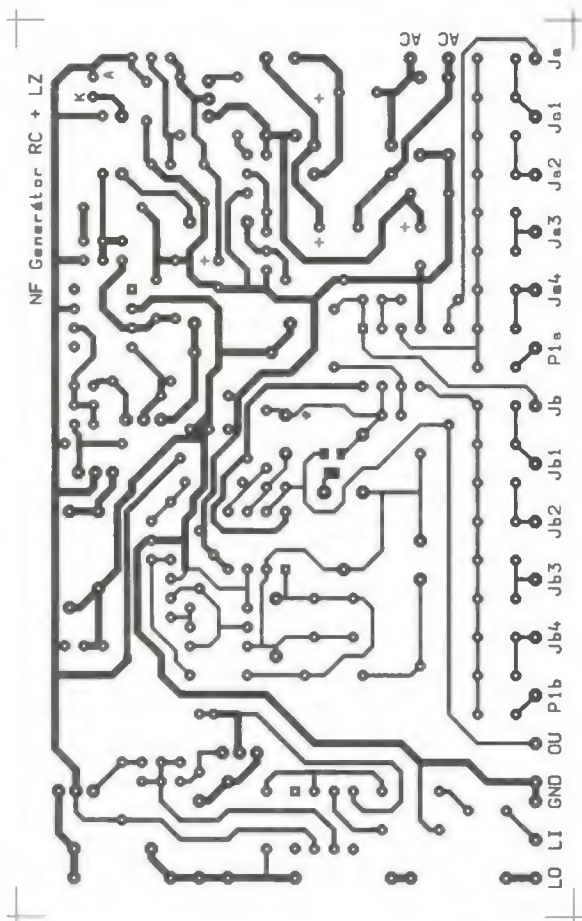 NF Generátor RC + LZ
A
K
AC
AC
Ja
Ja1
Ja2
Ja3
Ja4
P1a
Jb
Jb1
Jb2
Jb3
Jb4
P1b
OU
GND
LI
LO
+
+
+
+
+